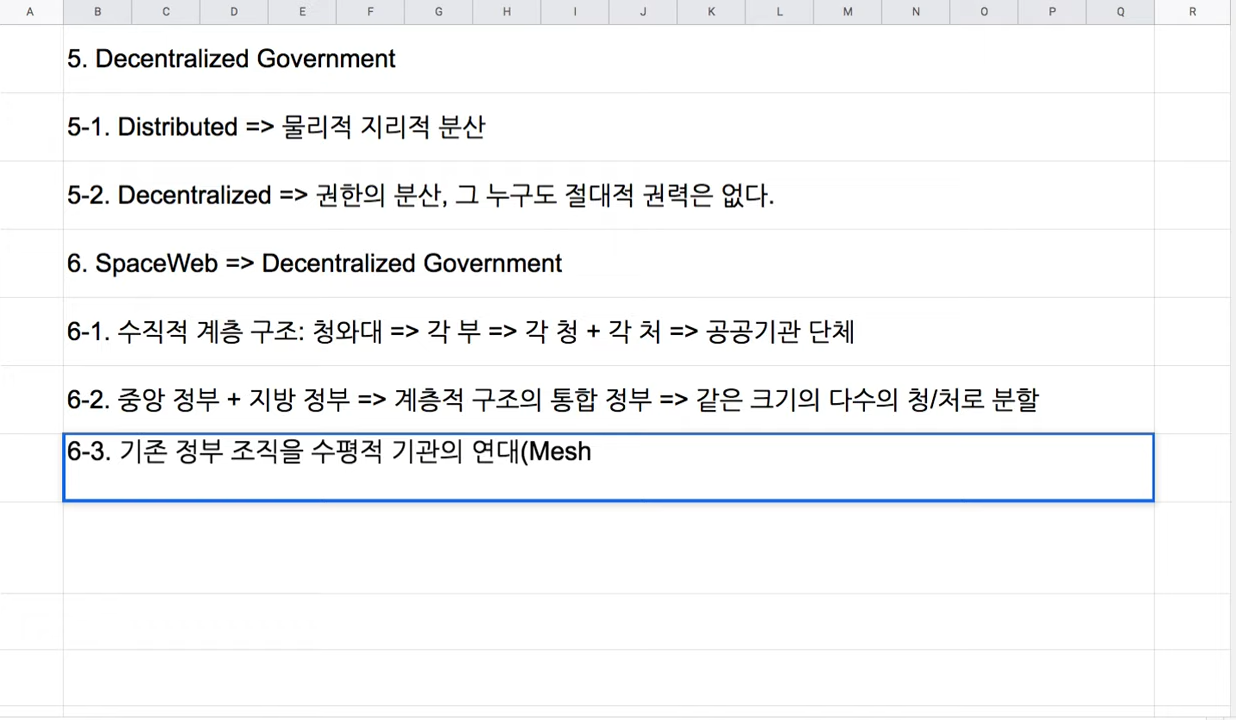 A B C D E F G H I J K L M N O P Q R
5. Decentralized Government
5-1. Distributed => 물리적 지리적 분산
5-2. Decentralized => 권한의 분산, 그 누구도 절대적 권력은 없다.
6. SpaceWeb => Decentralized Government
6-1. 수직적 계층 구조: 청와대 => 각 부 => 각 청 + 각 처 => 공공기관 단체
6-2. 중앙 정부 + 지방 정부 => 계층적 구조의 통합 정부 => 같은 크기의 다수의 청/처로 분할
6-3. 기존 정부 조직을 수평적 기관의 연대(Mesh